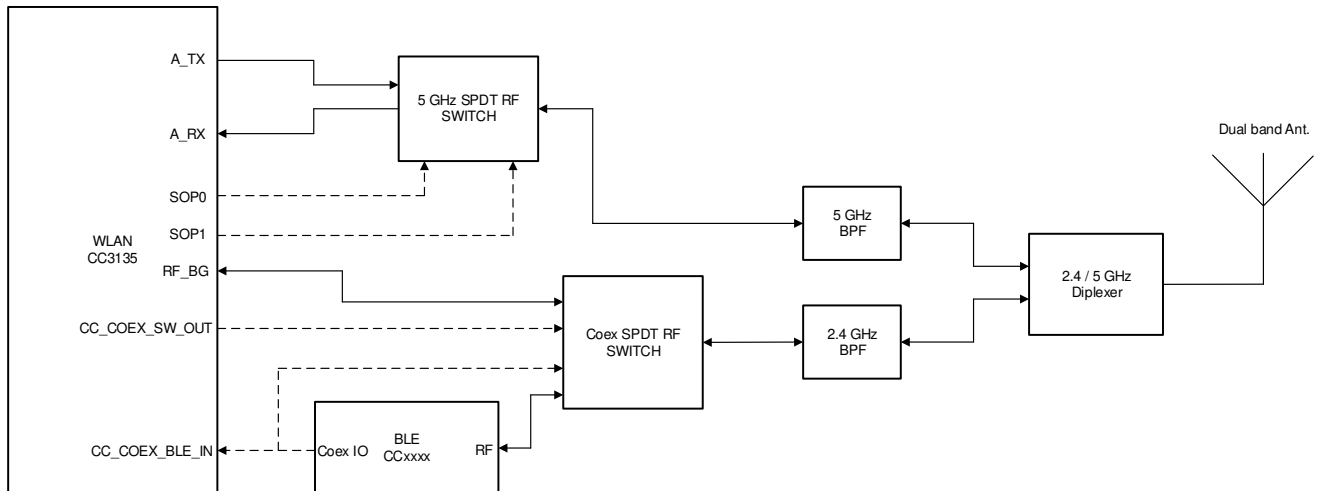 A_TX
A_RX
SOP0
SOP1
WLAN
CC3135
RF_BG
CC_COEX_SW_OUT
CC_COEX_BLE_IN
5 GHz SPDT RF
SWITCH
Coex SPDT RF
SWITCH
Coex IO
BLE
CCxxxx
RF
5 GHz
BPF
2.4 GHz
BPF
2.4 / 5 GHz
Diplexer
Dual band Ant.